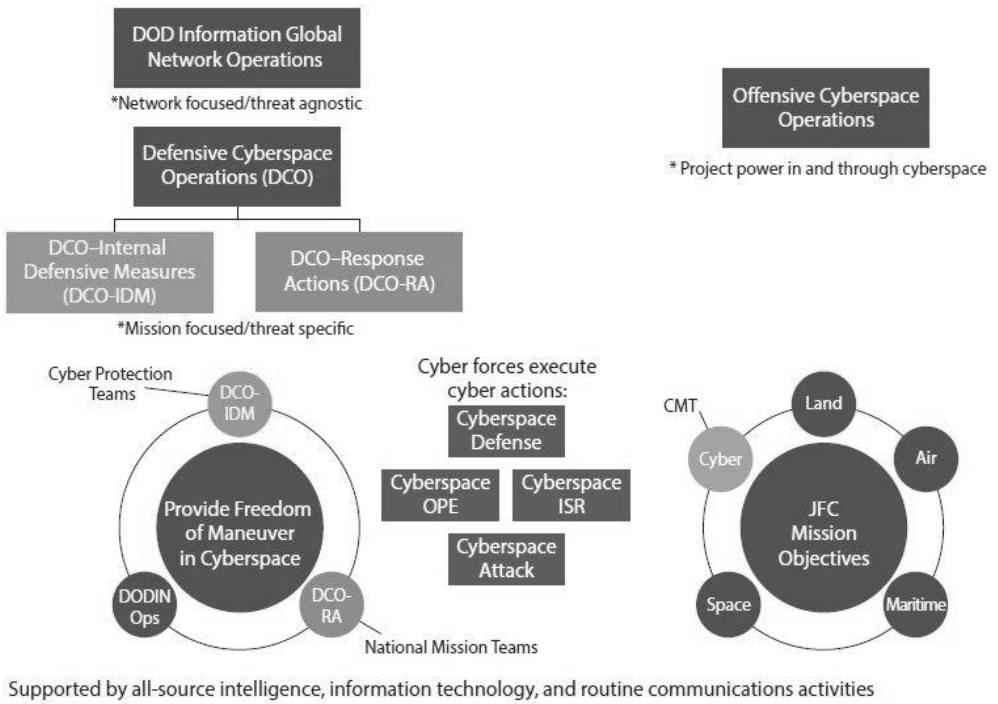 DOD Information Global
Network Operations
*Network focused/threat agnostic
Defensive Cyberspace
Operations (DCO)
DCO–Internal
Defensive Measures
(DCO-IDM)
DCO–Response
Actions (DCO-RA)
*Mission focused/threat specific
Offensive Cyberspace
Operations
* Project power in and through cyberspace
Cyber Protection
Teams
DCO-
IDM
Provide Freedom
of Maneuver
in Cyberspace
DODIN
Ops
DCO-
RA
National Mission Teams
Cyber forces execute
cyber actions:
Cyberspace
Defense
Cyberspace
OPE
Cyberspace
ISR
Cyberspace
Attack
CMT
Land
Cyber
Air
JFC
Mission
Objectives
Space
Maritime
Supported by all-source intelligence, information technology, and routine communications activities